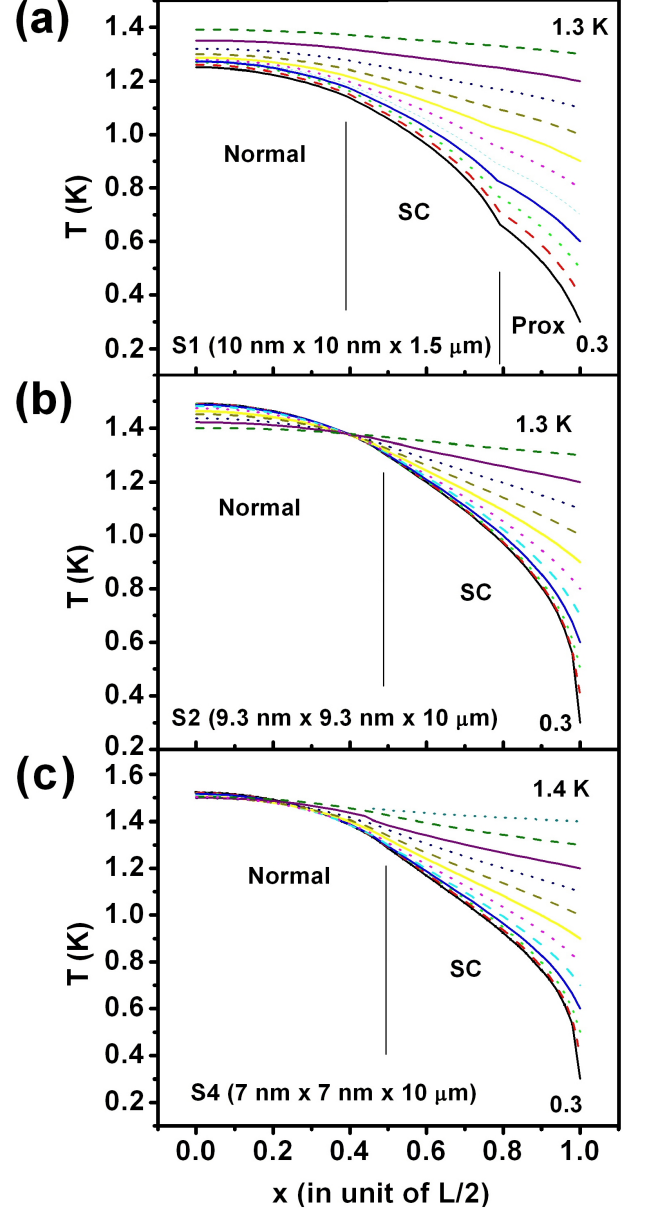 (a)
1.3 K
1.4
1.2
1.0
0.8
0.6
0.4
0.2
T (K)
Normal
SC
Prox
S1 (10 nm x 10 nm x 1.5 μm)
0.3
(b)
1.3 K
1.4
1.2
1.0
0.8
0.6
0.4
0.2
T (K)
Normal
SC
S2 (9.3 nm x 9.3 nm x 10 μm)
0.3
(c)
1.4 K
1.6
1.4
1.2
1.0
0.8
0.6
0.4
0.2
T (K)
Normal
SC
S4 (7 nm x 7 nm x 10 μm)
0.3
0.0 0.2 0.4 0.6 0.8 1.0
x (in unit of L/2)